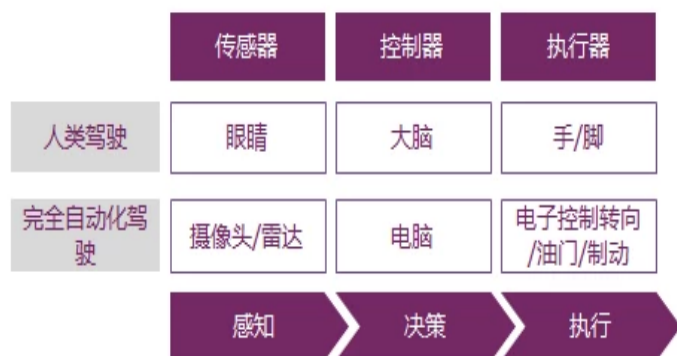 传感器
控制器
执行器
人类驾驶
眼睛
大脑
手/脚
完全自动化驾
驶
摄像头/雷达
电脑
电子控制转向
/油门/制动
感知
决策
执行